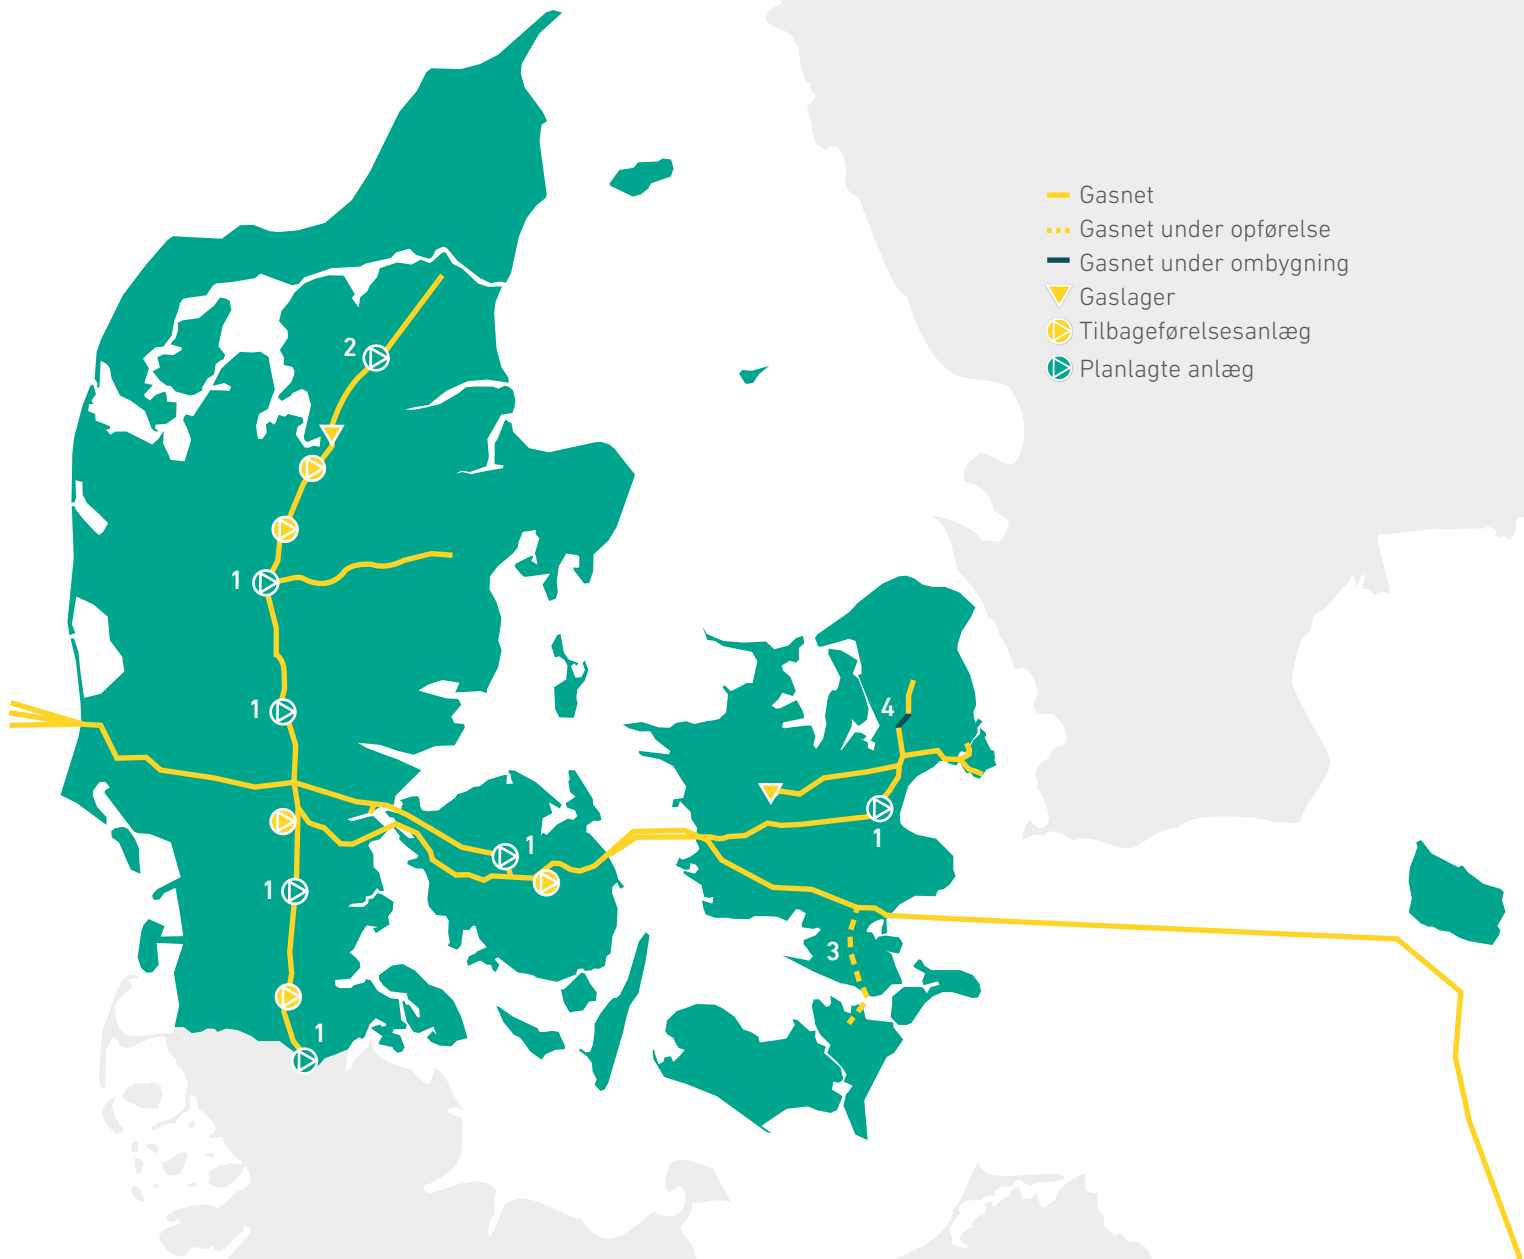 Gasnet
Gasnet under opførelse
Gasnet under ombygning
Gaslager
Tilbageførelsesanlæg
Planlagte anlæg
2
1
1
4
1
1
1
3
1